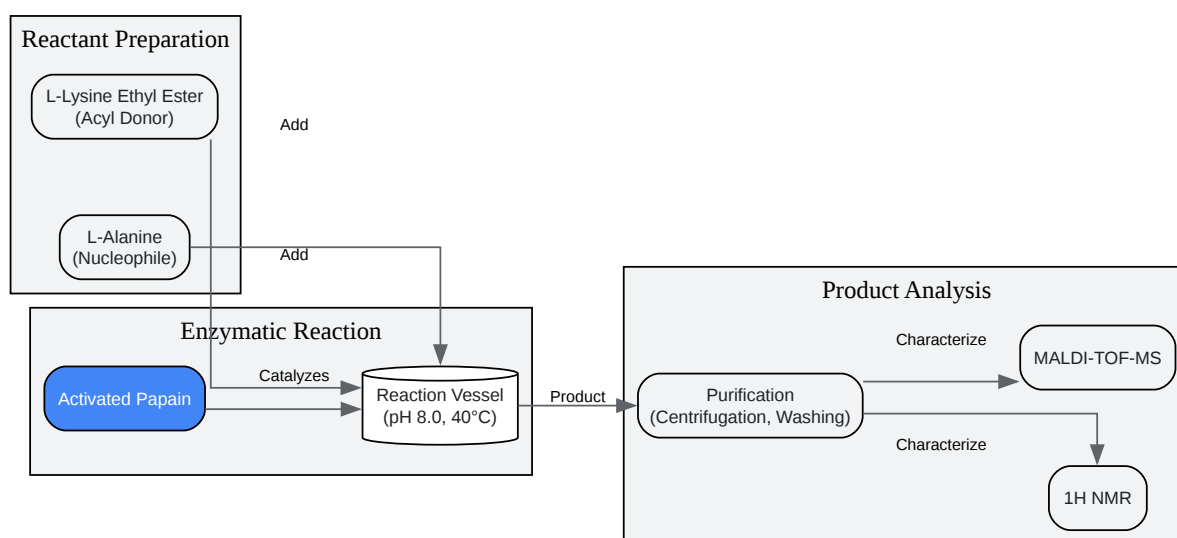 Reactant Preparation
L-Lysine Ethyl Ester
(Acyl Donor)
Add
L-Alanine
(Nucleophile)
Add
Enzymatic Reaction
Activated Papain
Catalyzes
Reaction Vessel
(pH 8.0, 40°C)
Product
Product Analysis
Purification
(Centrifugation, Washing)
Characterize
MALDI-TOF-MS
Characterize
1H NMR